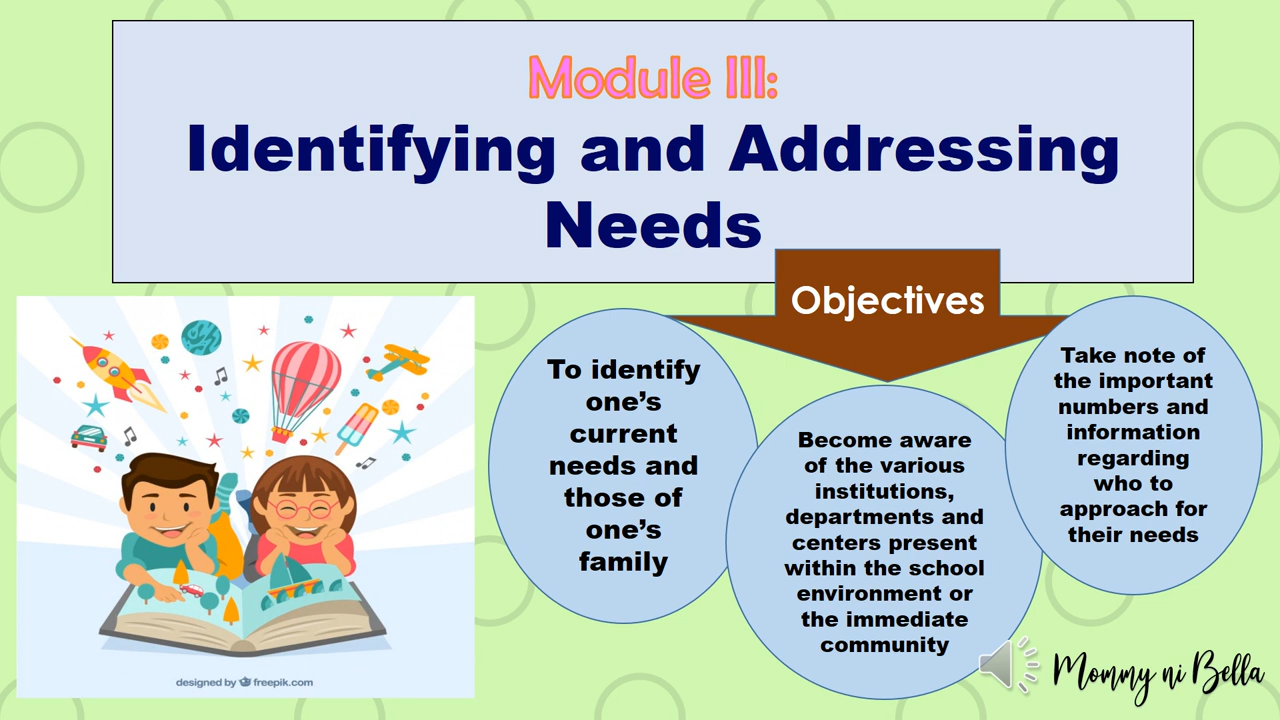 Module III:
Identifying and Addressing
Needs
Objectives
To identify
one's
current
needs and
those of
one's
family
Become aware
of the various
institutions,
departments and
centers present
within the school
environment or
the immediate
community
Take note of
the important
numbers and
information
regarding
who to
approach for
their needs
designed by freepik.com
Mommy ni Bella